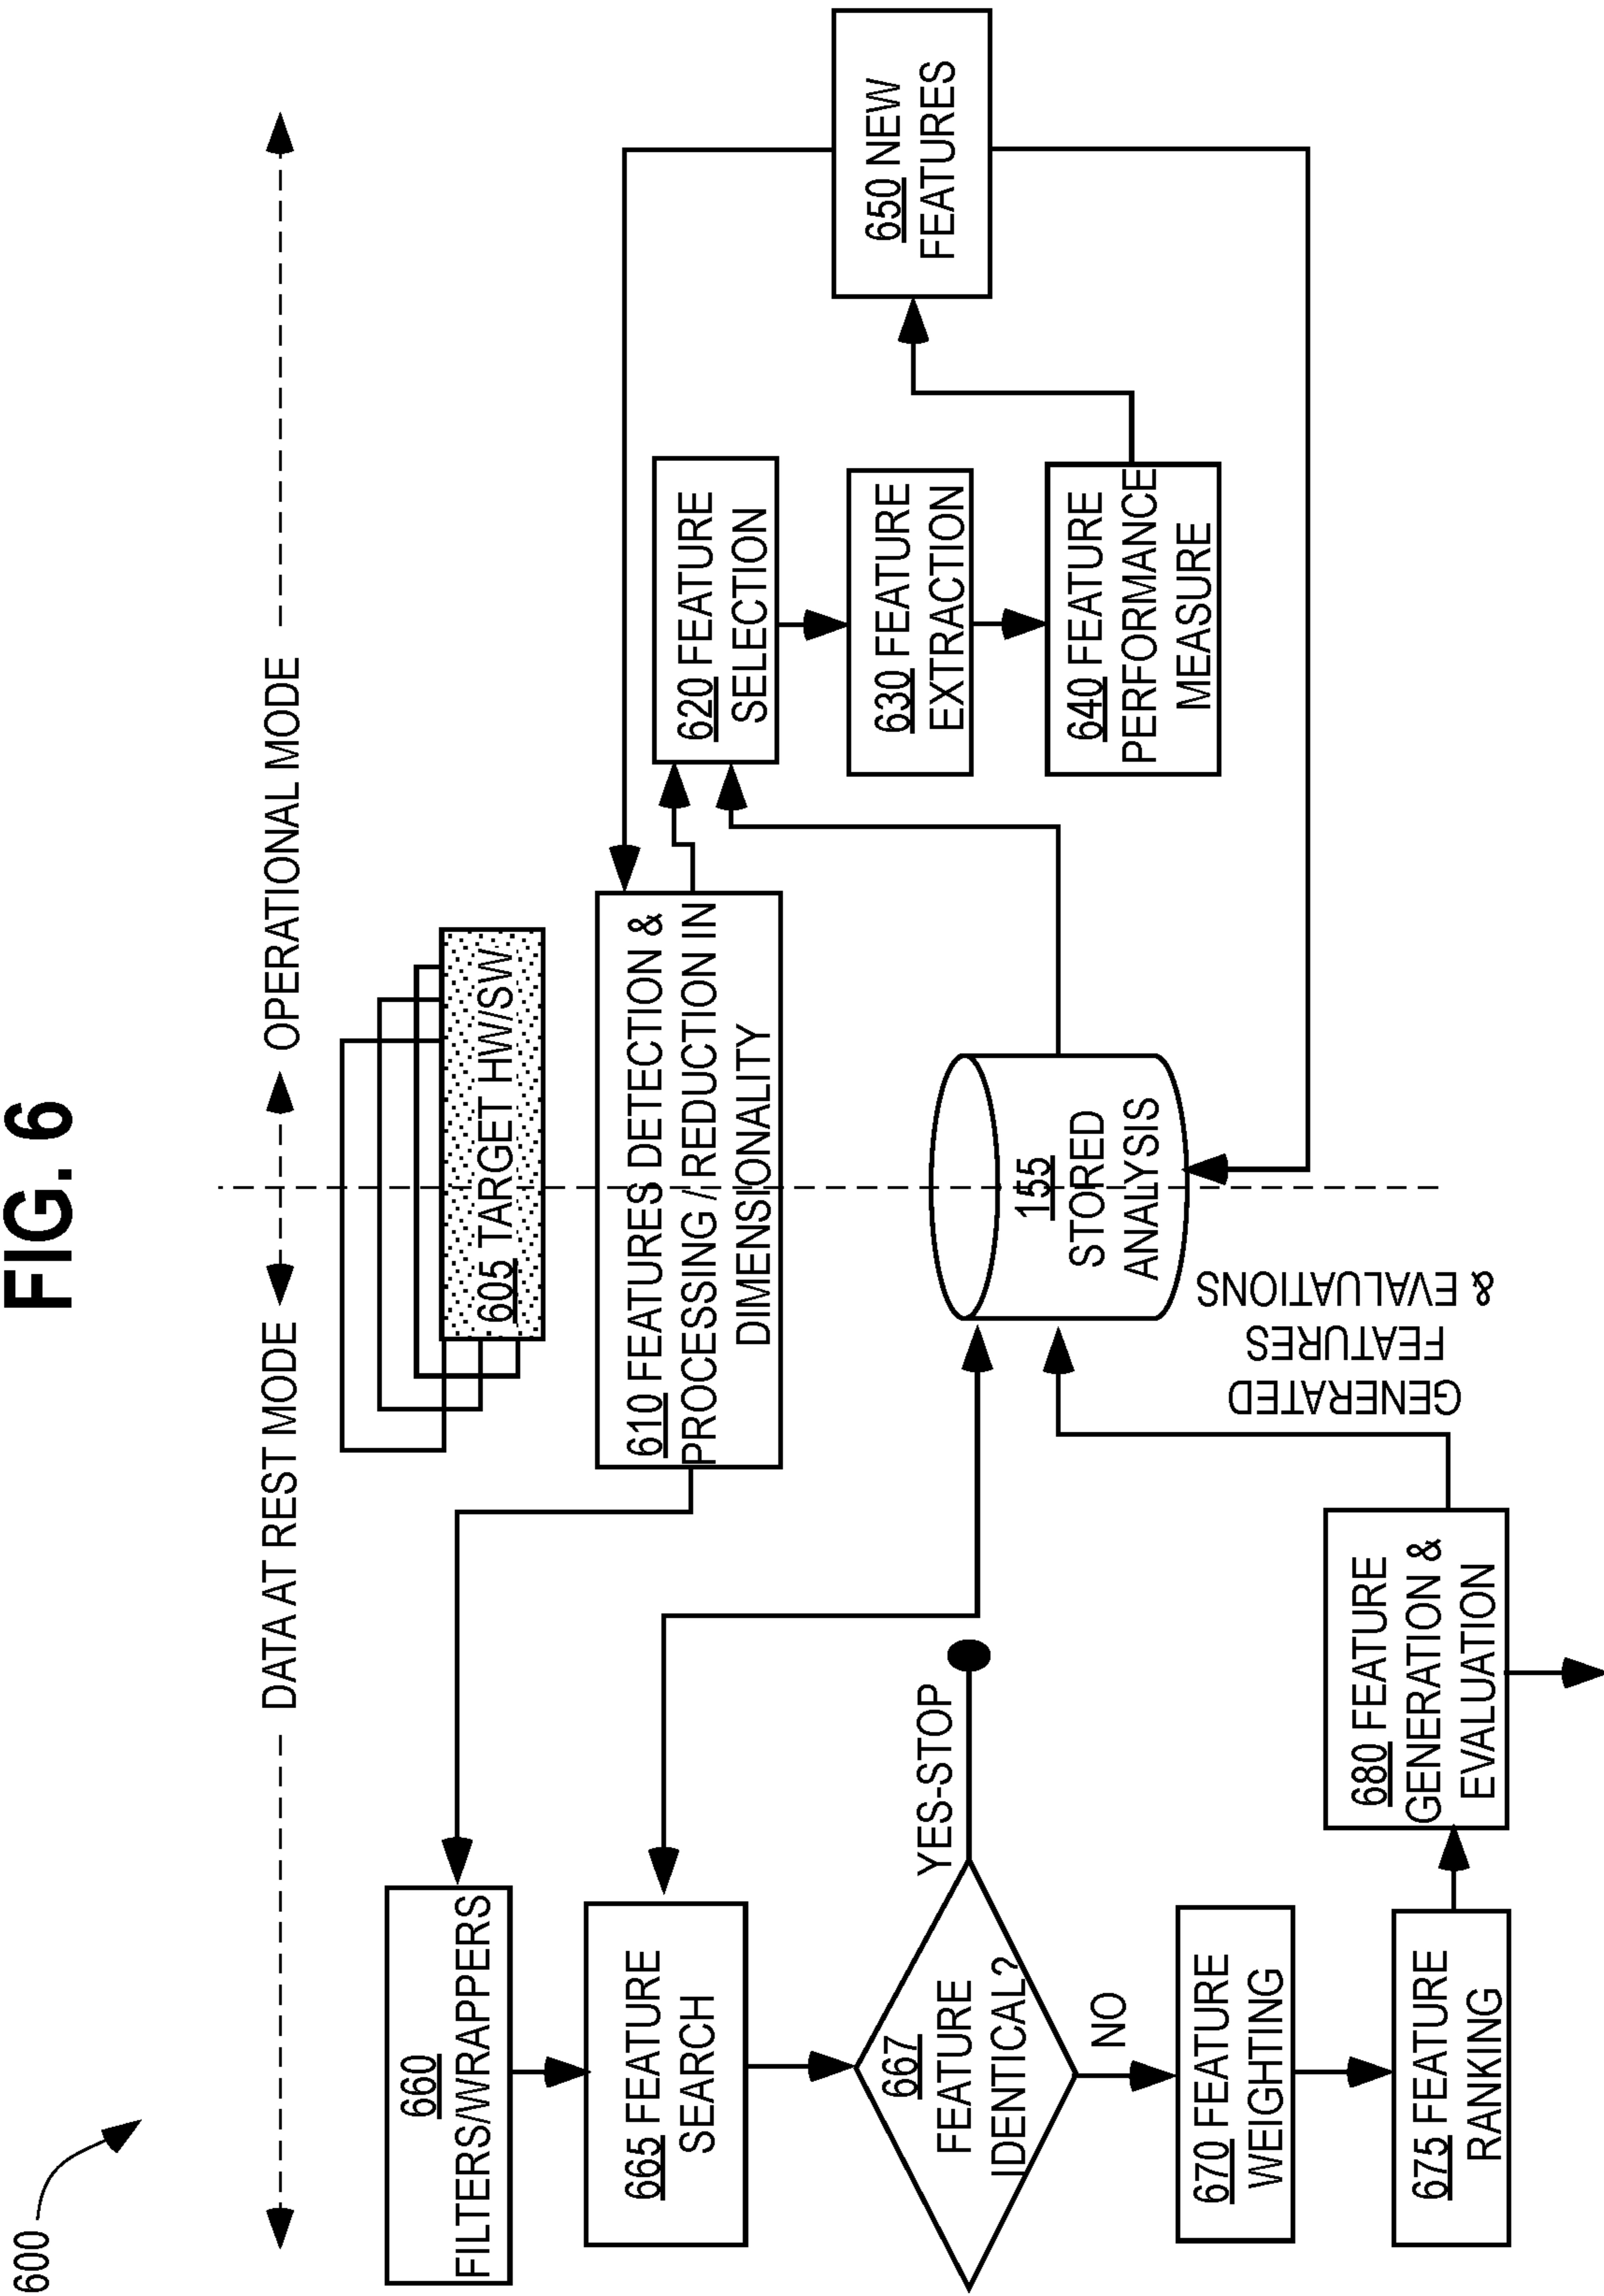 FIG. 6
600
DATA AT REST MODE
OPERATIONAL MODE
605 TARGET HW/SW
610 FEATURES DETECTION &
PROCESSING / REDUCTION IN
DIMENSIONALITY
660
FILTERS/WRAPPERS
665 FEATURE
SEARCH
667
FEATURE
IDENTICAL?
YES-STOP
NO
670 FEATURE
WEIGHTING
675 FEATURE
RANKING
680 FEATURE
GENERATION &
EVALUATION
GENERATED
FEATURES
& EVALUATIONS
155
STORED
ANALYSIS
620 FEATURE
SELECTION
630 FEATURE
EXTRACTION
640 FEATURE
PERFORMANCE
MEASURE
650 NEW
FEATURES